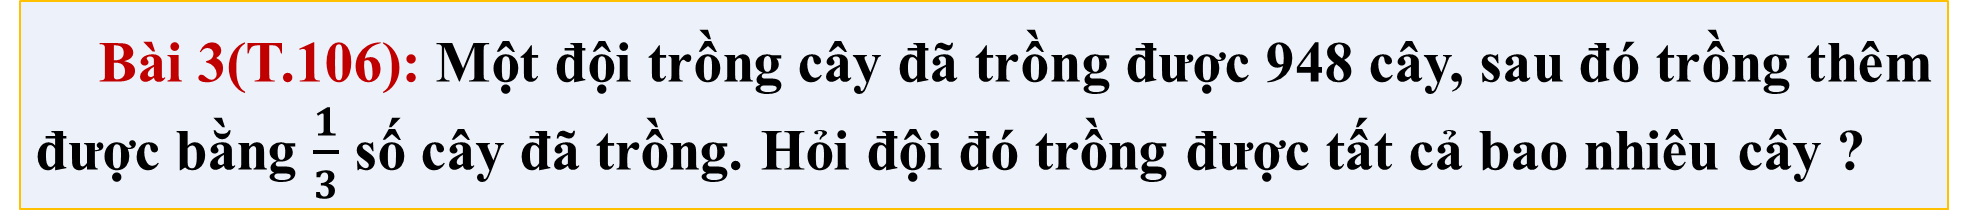 Bài 3(T.106): Một đội trồng cây đã trồng được 948 cây, sau đó trồng thêm
được bằng 1/3 số cây đã trồng. Hỏi đội đó trồng được tất cả bao nhiêu cây ?